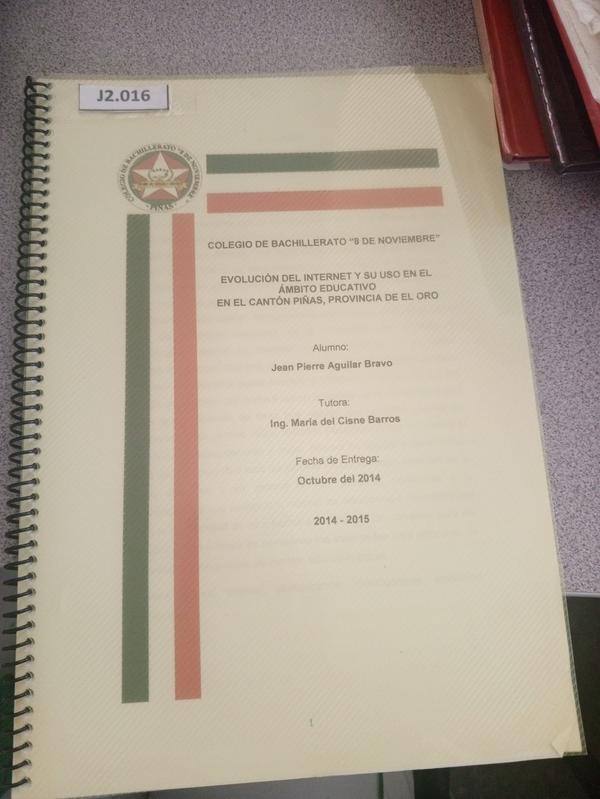 J2.016
COLEGIO DE BACHILLERATO "8 DE NOVIEMBRE"
PIÑAS
COLEGIO DE BACHILLERATO "8 DE NOVIEMBRE"
EVOLUCIÓN DEL INTERNET Y SU USO EN EL
ÁMBITO EDUCATIVO
EN EL CANTÓN PIÑAS, PROVINCIA DE EL ORO
Alumno:
Jean Pierre Aguilar Bravo
Tutora:
Ing. María del Cisne Barros
Fecha de Entrega:
Octubre del 2014
2014 - 2015
1